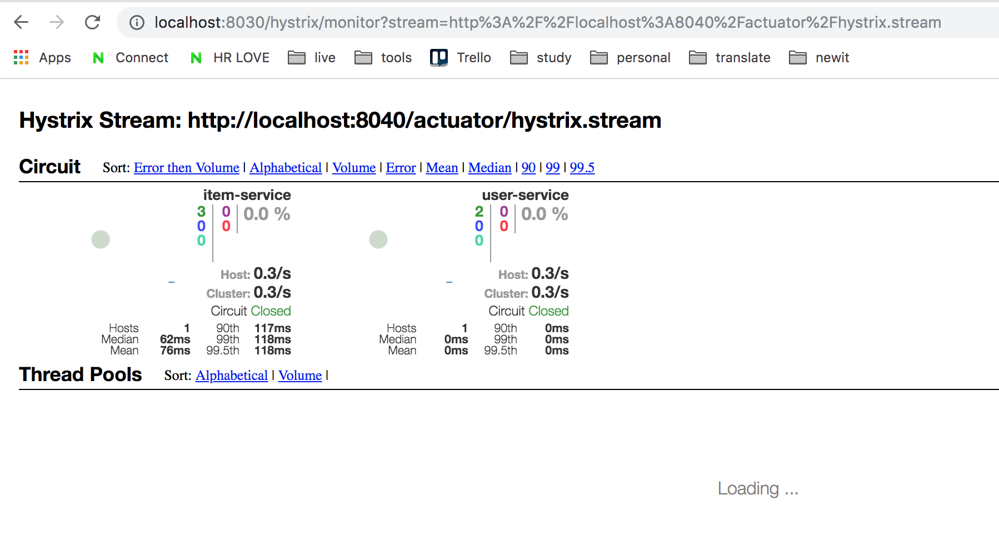 localhost:8030/hystrix/monitor?stream=http%3A%2F%2Flocalhost%3A8040%2Factuator%2Fhystrix.stream
Apps N Connect N HR LOVE live tools Trello study personal translate newit
Hystrix Stream: http://localhost:8040/actuator/hystrix.stream
Circuit Sort: Error then Volume | Alphabetical | Volume | Error | Mean | Median | 90 | 99 | 99.5
item-service
3 0 0.0 %
0 0
0
Host: 0.3/s
Cluster: 0.3/s
Circuit Closed
Hosts 1 90th 117ms
Median 62ms 99th 118ms
Mean 76ms 99.5th 118ms
user-service
2 0 0.0 %
0 0
0
Host: 0.3/s
Cluster: 0.3/s
Circuit Closed
Hosts 1 90th 0ms
Median 0ms 99th 0ms
Mean 0ms 99.5th 0ms
Thread Pools Sort: Alphabetical | Volume |
Loading ...